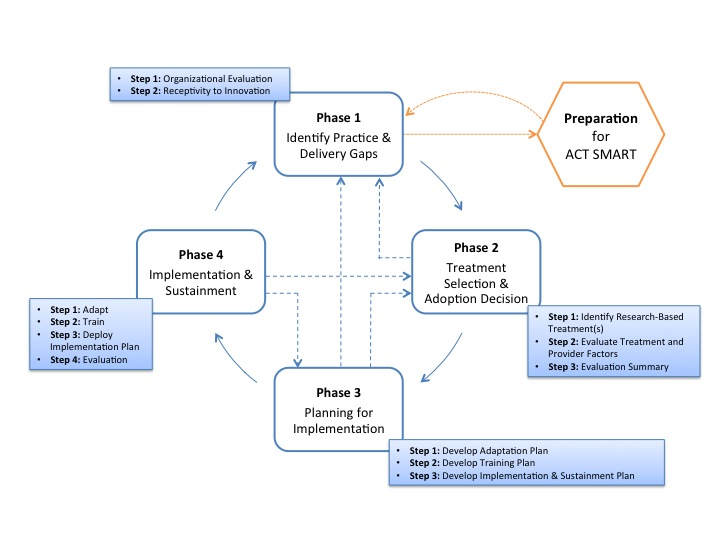 • Step 1: Organizational Evaluation
• Step 2: Receptivity to Innovation
Phase 1
Identify Practice &
Delivery Gaps
Preparation
for
ACT SMART
Phase 2
Treatment
Selection &
Adoption Decision
• Step 1: Identify Research-Based
Treatment(s)
• Step 2: Evaluate Treatment and
Provider Factors
• Step 3: Evaluation Summary
Phase 3
Planning for
Implementation
• Step 1: Develop Adaptation Plan
• Step 2: Develop Training Plan
• Step 3: Develop Implementation & Sustainment Plan
Phase 4
Implementation &
Sustainment
• Step 1: Adapt
• Step 2: Train
• Step 3: Deploy
Implementation Plan
• Step 4: Evaluation